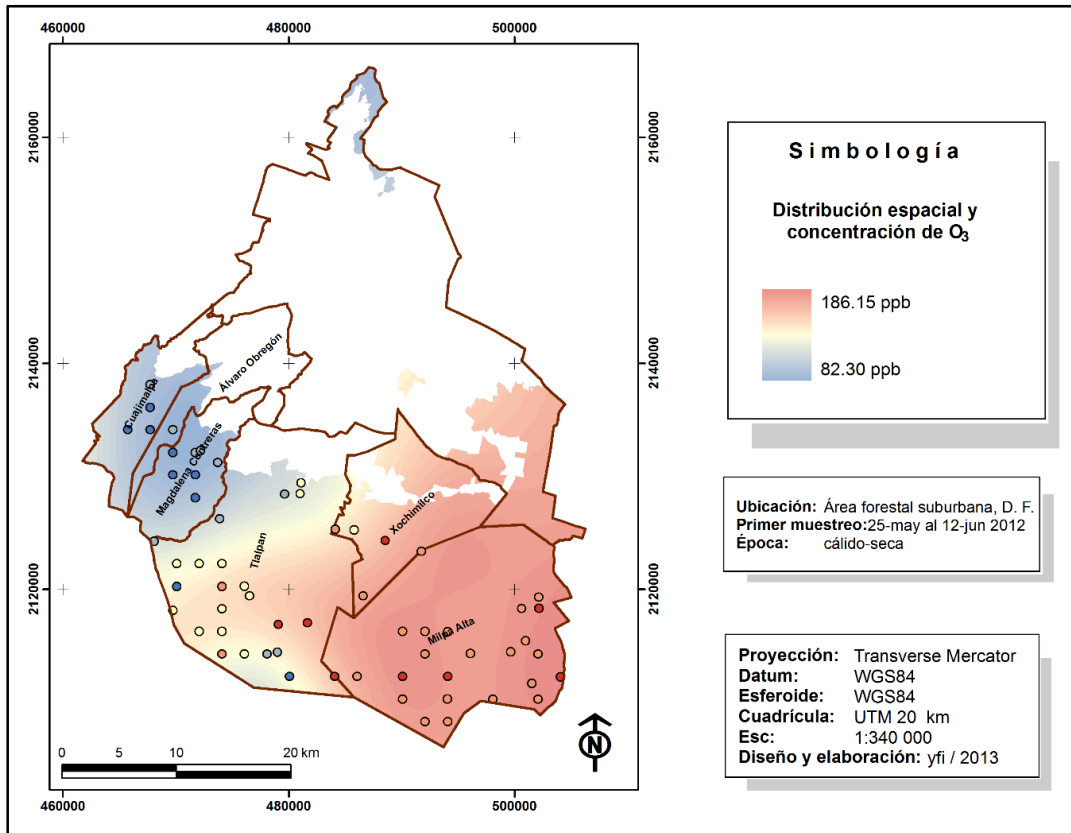 460000 480000 500000
2160000 2160000
2140000 2140000
2120000 2120000
Álvaro Obregón
Cuajimalpa
Magdalena Contreras
Tlalpan
Xochimilco
Milpa Alta
N
0 5 10 20 km
460000 480000 500000
Simbología
Distribución espacial y
concentración de O3
186.15 ppb
82.30 ppb
Ubicación: Área forestal suburbana, D. F.
Primer muestreo:25-may al 12-jun 2012
Época: cálido-seca
Proyección: Transverse Mercator
Datum: WGS84
Esferoide: WGS84
Cuadrícula: UTM 20 km
Esc: 1:340 000
Diseño y elaboración: yfi / 2013